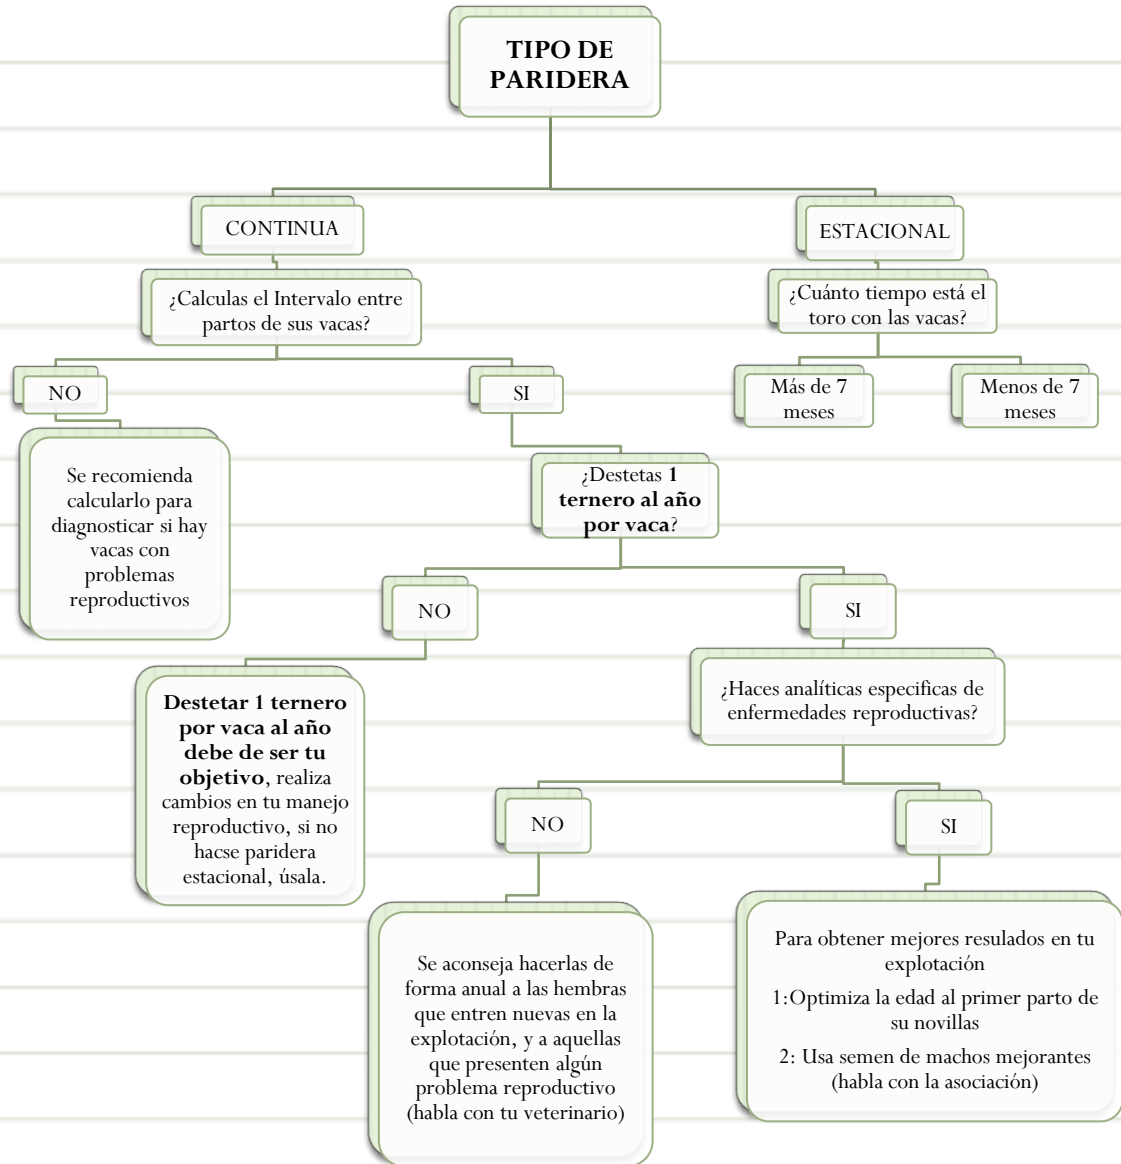 TIPO DE
PARIDERA
CONTINUA
ESTACIONAL
¿Calculas el Intervalo entre
partos de sus vacas?
¿Cuánto tiempo está el
toro con las vacas?
NO
SI
Más de 7
meses
Menos de 7
meses
Se recomienda
calcularlo para
diagnosticar si hay
vacas con
problemas
reproductivos
¿Destetas 1
ternero al año
por vaca?
NO
SI
Destetar 1 ternero
por vaca al año
debe de ser tu
objetivo, realiza
cambios en tu manejo
reproductivo, si no
hacse paridera
estacional, úsala.
¿Haces analíticas especificas de
enfermedades reproductivas?
NO
SI
Se aconseja hacerlas de
forma anual a las hembras
que entren nuevas en la
explotación, y a aquellas
que presenten algún
problema reproductivo
(habla con tu veterinario)
Para obtener mejores resulados en tu
explotación
1:Optimiza la edad al primer parto de
su novillas
2: Usa semen de machos mejorantes
(habla con la asociación)